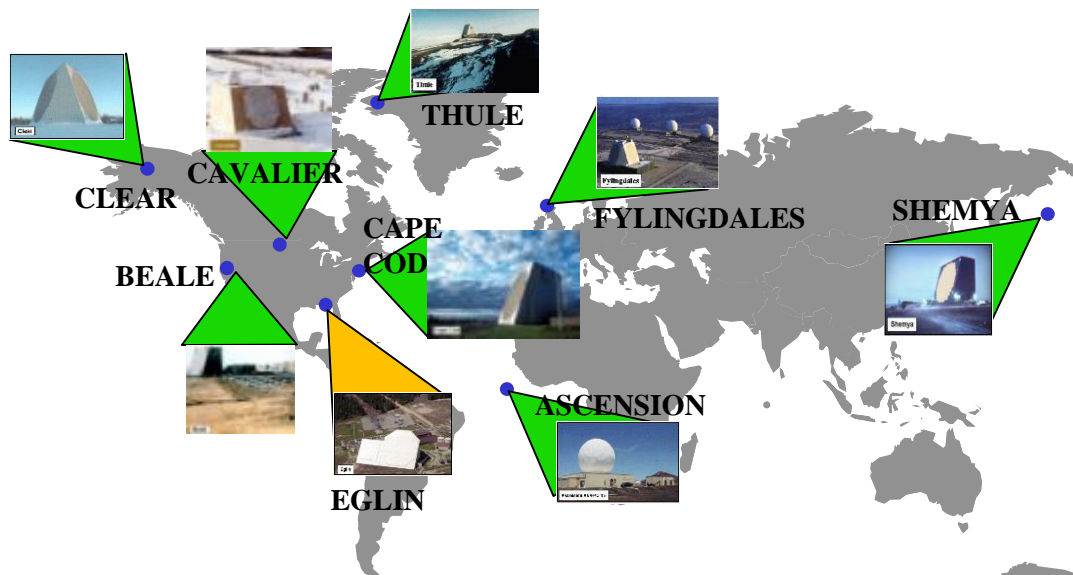 Thule
THULE
Clear
CLEAR
CAVALIER
Fylingdales
FYLINGDALES
SHEMYA
CAPE
COD
BEALE
Shemya
ASCENSION
Eglin
EGLIN